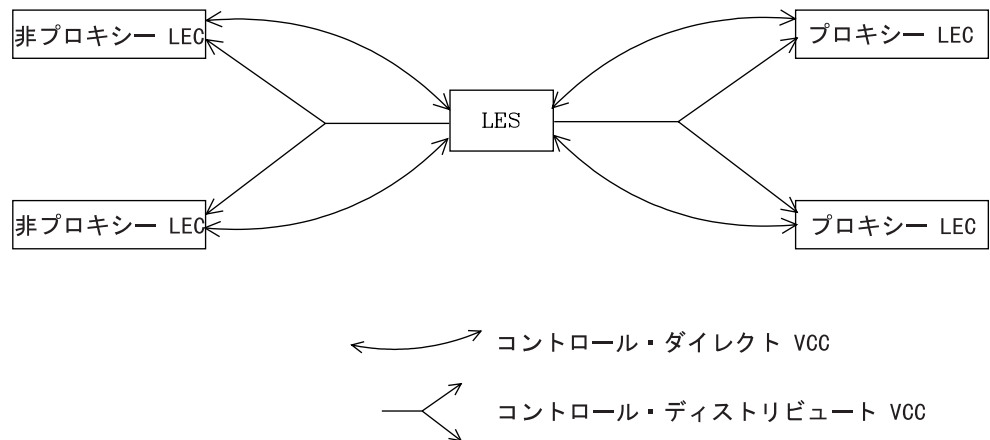 非プロキシー LEC
プロキシー LEC
LES
非プロキシー LEC
プロキシー LEC
コントロール・ダイレクト VCC
コントロール・ディストリビュート VCC